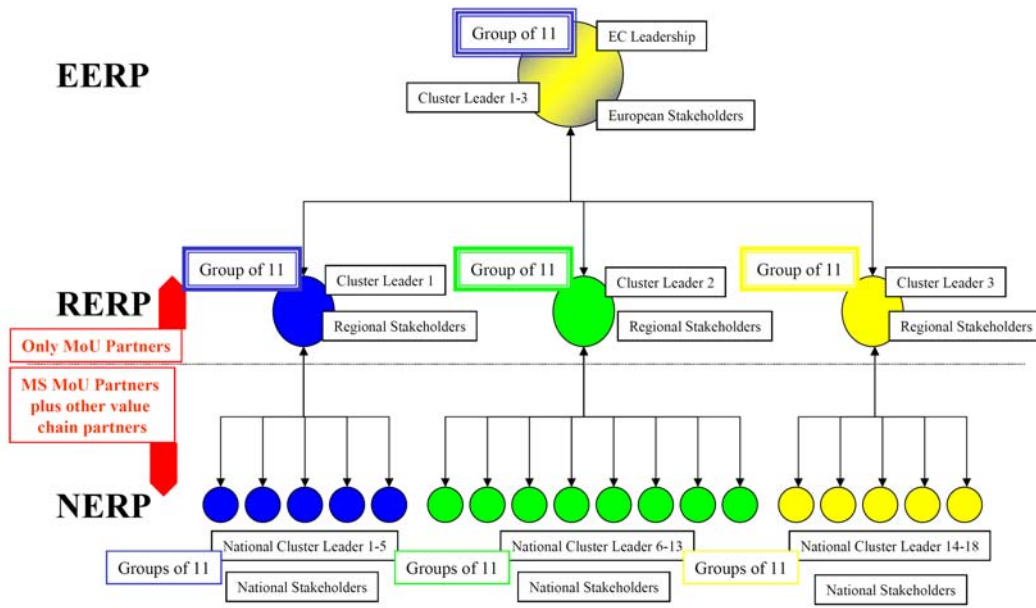 Group of 11
EC Leadership
EERP
Cluster Leader 1-3
European Stakeholders
Group of 11
Cluster Leader 1
Group of 11
Cluster Leader 2
Group of 11
Cluster Leader 3
RERP
Regional Stakeholders
Regional Stakeholders
Regional Stakeholders
Only MoU Partners
MS MoU Partners
plus other value
chain partners
NERP
National Cluster Leader 1-5
National Cluster Leader 6-13
National Cluster Leader 14-18
Groups of 11
Groups of 11
Groups of 11
National Stakeholders
National Stakeholders
National Stakeholders